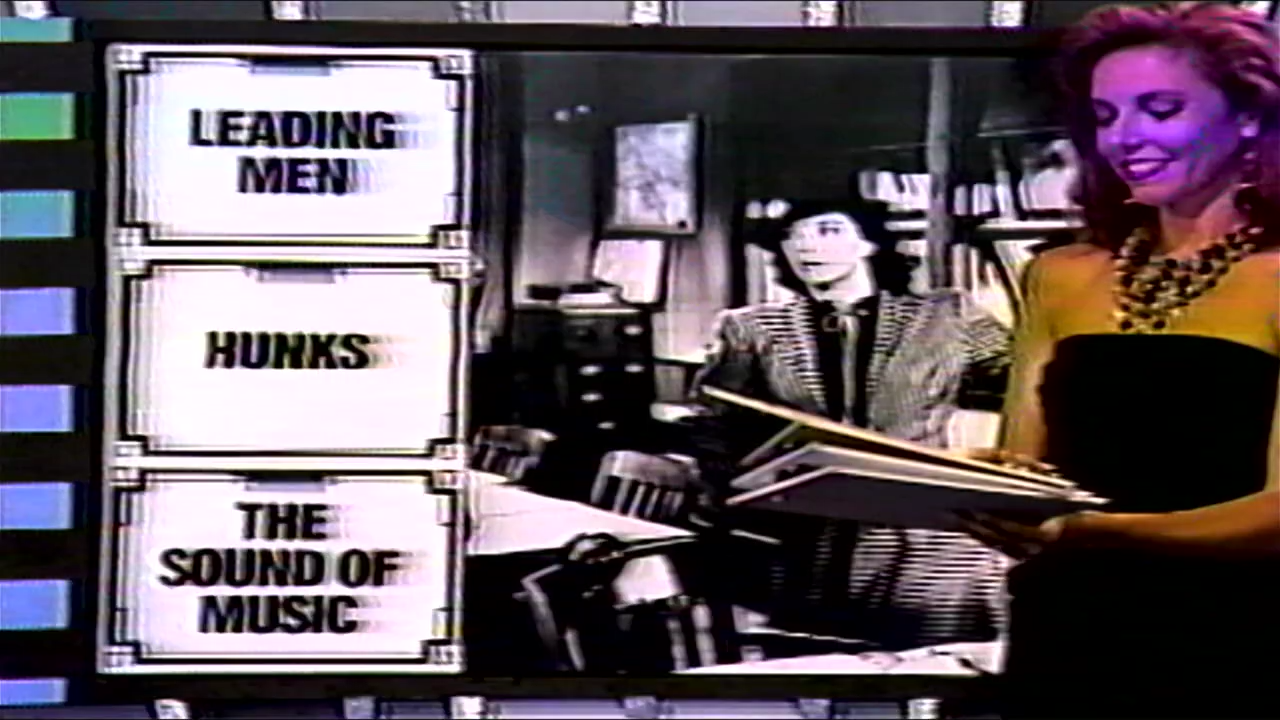 LEADING
MEN
HUNKS
THE
SOUND OF
MUSIC